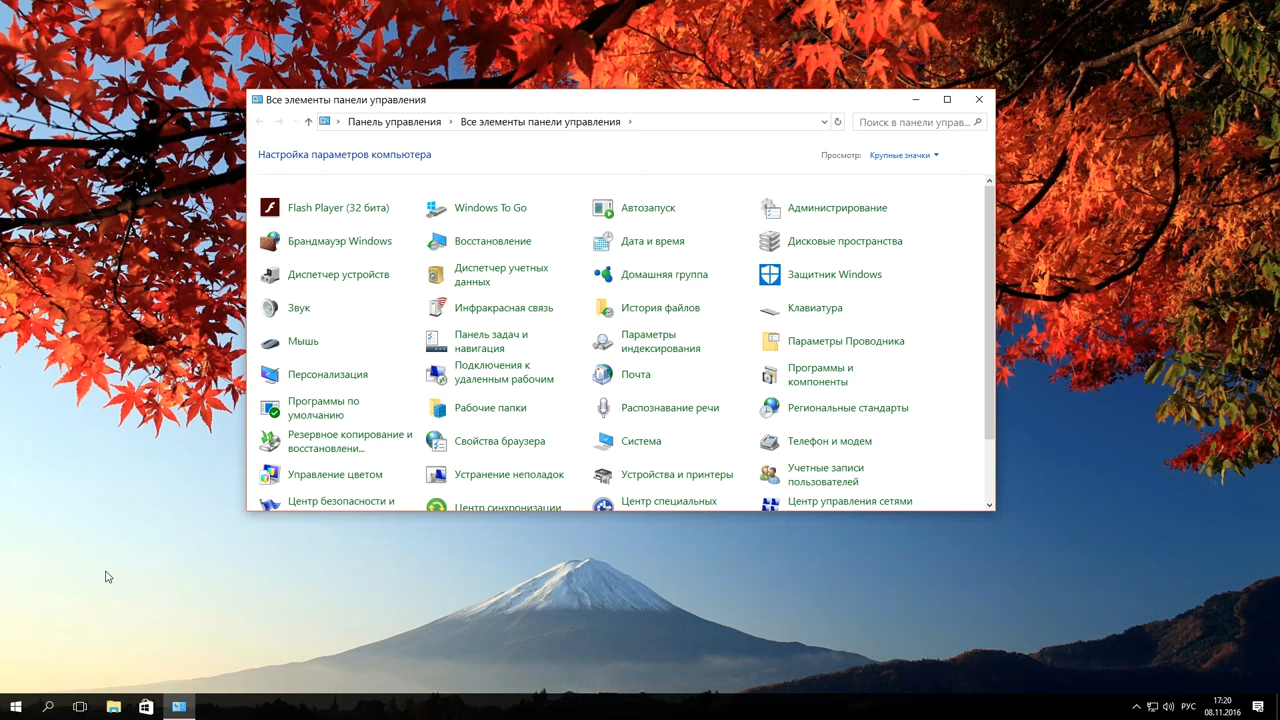 Все элементы панели управления
Панель управления
Все элементы панели управления
Поиск в панели управ...
Настройка параметров компьютера
Просмотр:
Крупные значки
Flash Player (32 бита)
Windows To Go
Автозапуск
Администрирование
Брандмауэр Windows
Восстановление
Дата и время
Дисковые пространства
Диспетчер устройств
Диспетчер учетных
данных
Домашняя группа
Защитник Windows
Звук
Инфракрасная связь
История файлов
Клавиатура
Мышь
Панель задач и
навигация
Параметры
индексирования
Параметры Проводника
Персонализация
Подключения к
удаленным рабочим
Почта
Программы и
компоненты
Программы по
умолчанию
Рабочие папки
Распознавание речи
Региональные стандарты
Резервное копирование и
восстановлени...
Свойства браузера
Система
Телефон и модем
Управление цветом
Устранение неполадок
Устройства и принтеры
Учетные записи
пользователей
Центр безопасности и
Центр синхронизации
Центр специальных
Центр управления сетями
РУС
17:20
08.11.2016